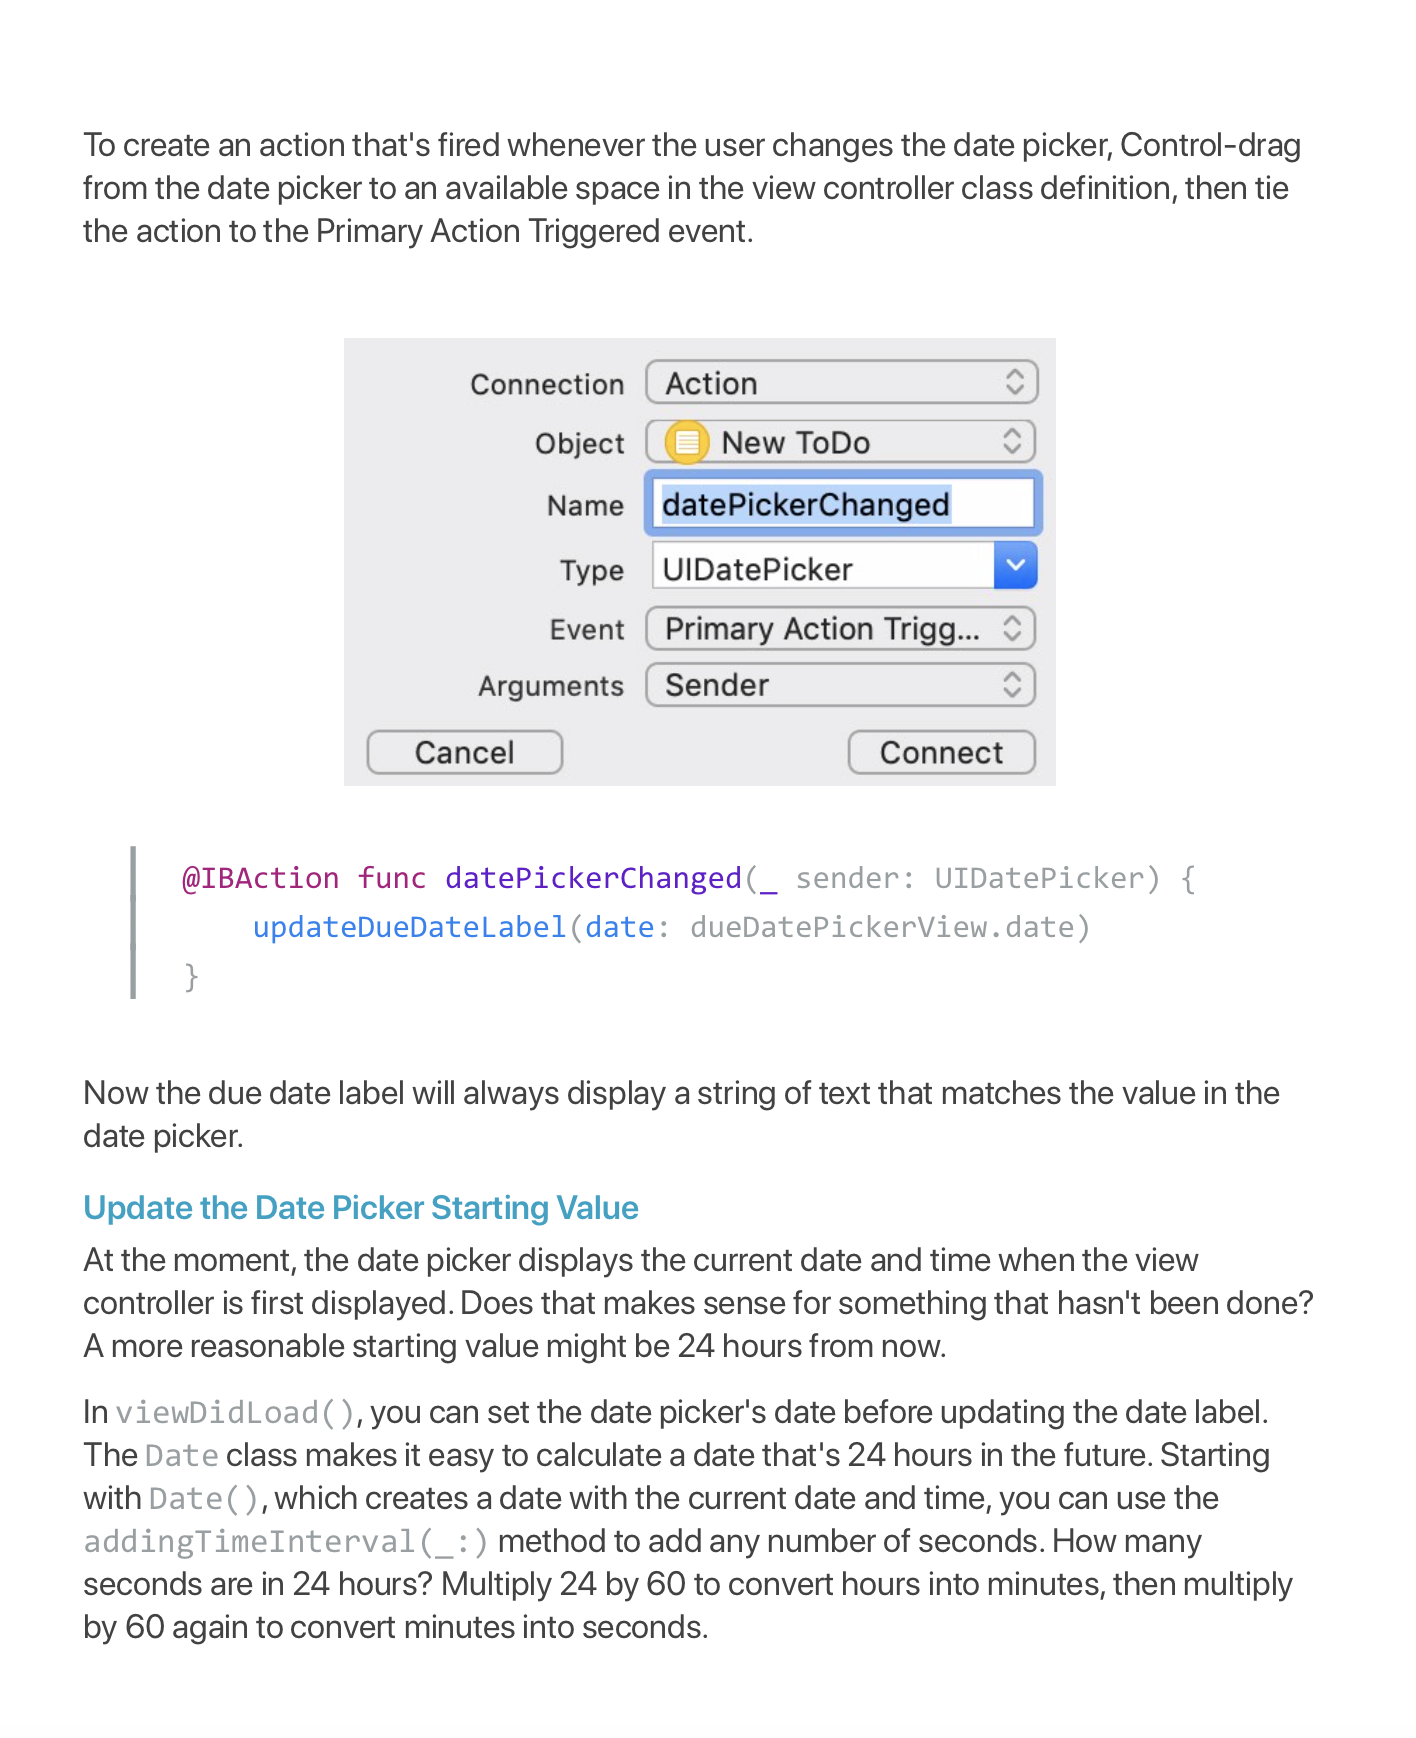 To create an action that's fired whenever the user changes the date picker, Control-drag
from the date picker to an available space in the view controller class definition, then tie
the action to the Primary Action Triggered event.
Connection Action
Object New ToDo
Name datePickerChanged
Type UIDatePicker
Event Primary Action Trigg...
Arguments Sender
Cancel Connect
@IBAction func datePickerChanged(_ sender: UIDatePicker) {
    updateDueDateLabel(date: dueDatePickerView.date)
}
Now the due date label will always display a string of text that matches the value in the
date picker.
Update the Date Picker Starting Value
At the moment, the date picker displays the current date and time when the view
controller is first displayed. Does that makes sense for something that hasn't been done?
A more reasonable starting value might be 24 hours from now.
In viewDidLoad(), you can set the date picker's date before updating the date label.
The Date class makes it easy to calculate a date that's 24 hours in the future. Starting
with Date(), which creates a date with the current date and time, you can use the
addingTimeInterval(_:) method to add any number of seconds. How many
seconds are in 24 hours? Multiply 24 by 60 to convert hours into minutes, then multiply
by 60 again to convert minutes into seconds.